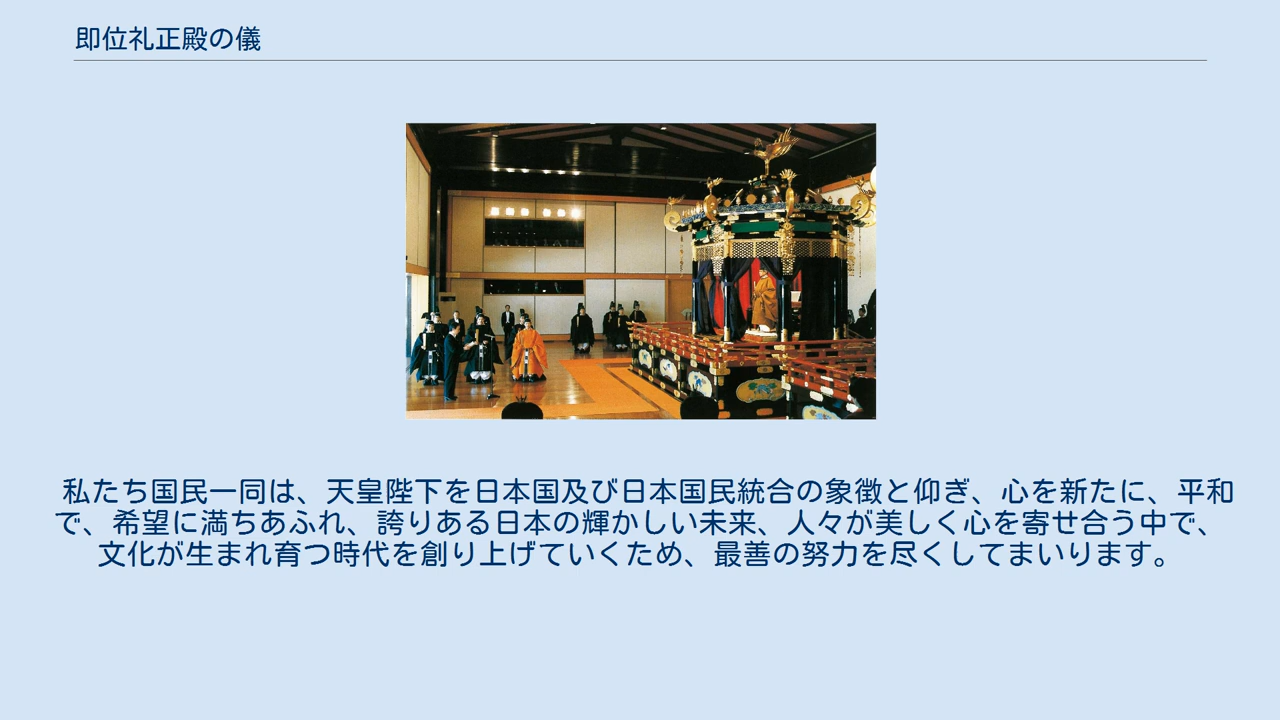 即位礼正殿の儀
私たち国民一同は、天皇陛下を日本国及び日本国民統合の象徴と仰ぎ、心を新たに、平和
で、希望に満ちあふれ、誇りある日本の輝かしい未来、人々が美しく心を寄せ合う中で、
文化が生まれ育つ時代を創り上げていくため、最善の努力を尽くしてまいります。